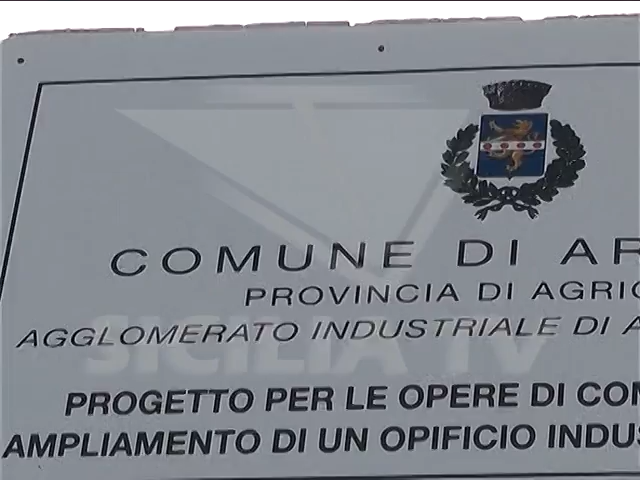 COMUNE DI AR
PROVINCIA DI AGRIG
AGGLOMERATO INDUSTRIALE DI A
SICILIA TV
PROGETTO PER LE OPERE DI COM
AMPLIAMENTO DI UN OPIFICIO INDUS